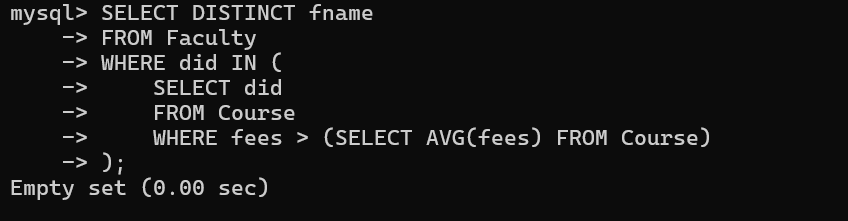 mysql> SELECT DISTINCT fname
    -> FROM Faculty
    -> WHERE did IN (
    ->     SELECT did
    ->     FROM Course
    ->     WHERE fees > (SELECT AVG(fees) FROM Course)
    -> );
Empty set (0.00 sec)